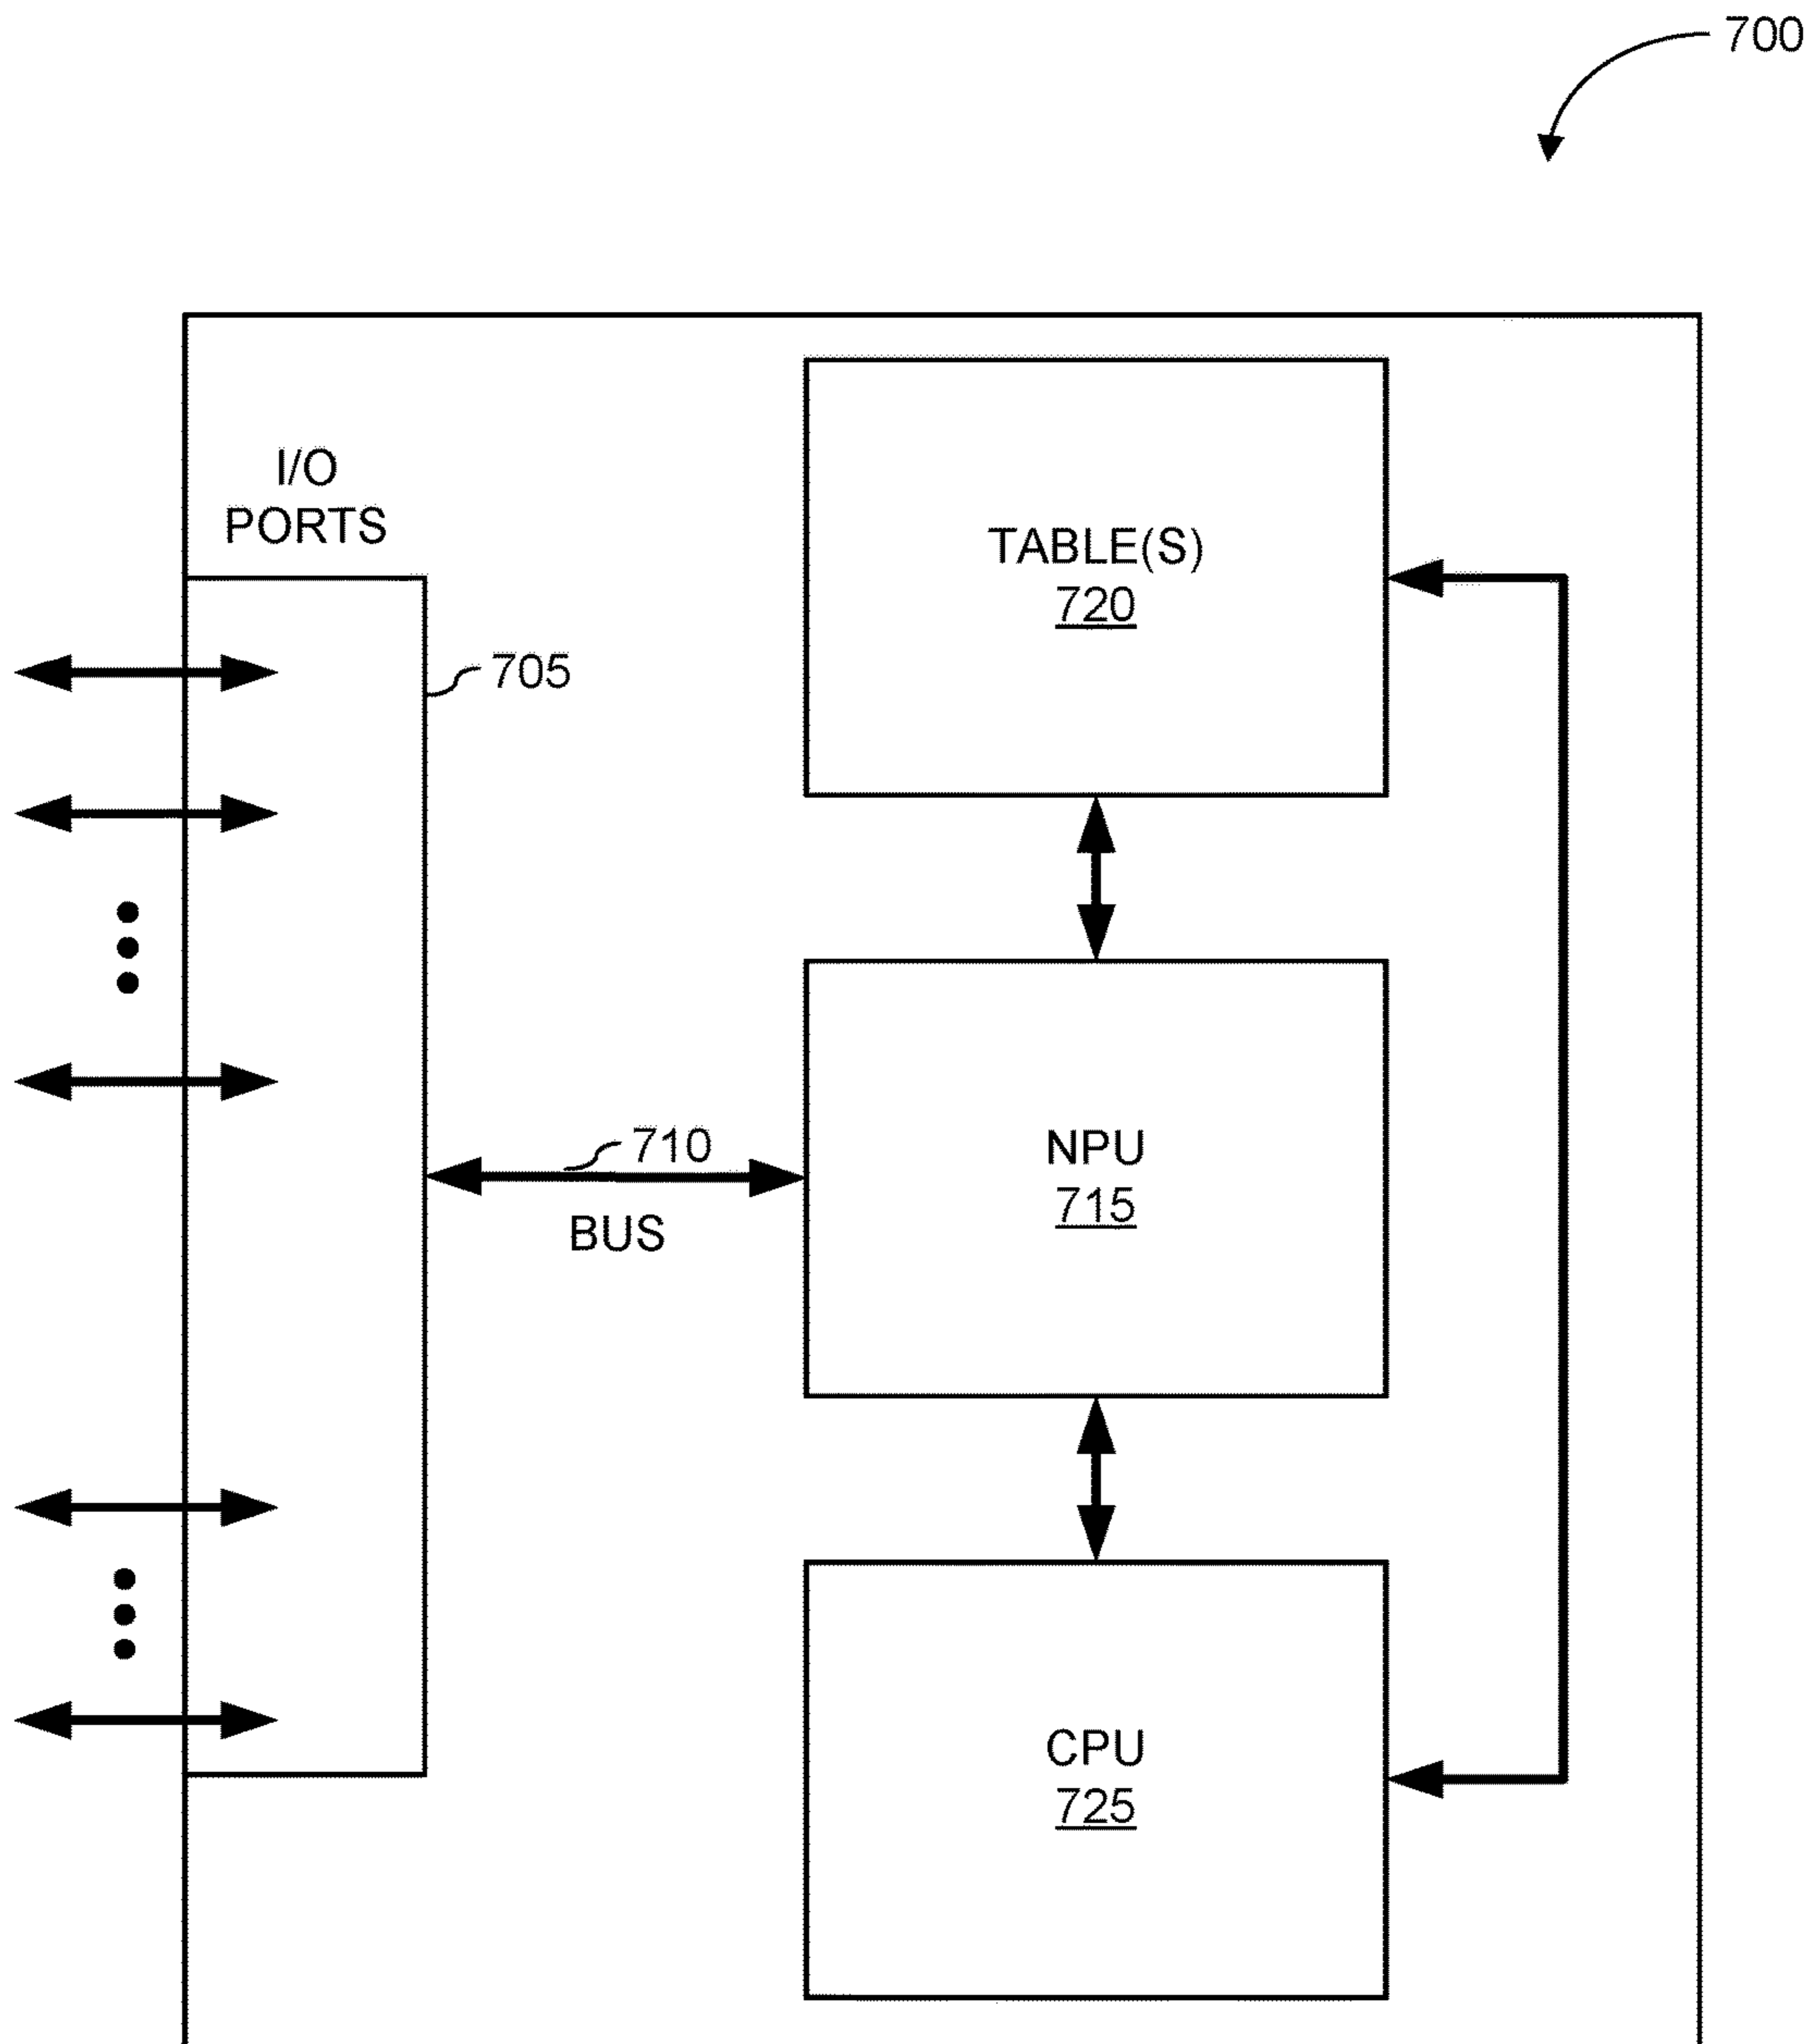 700
I/O
PORTS
TABLE(S)
720
705
710
BUS
NPU
715
CPU
725